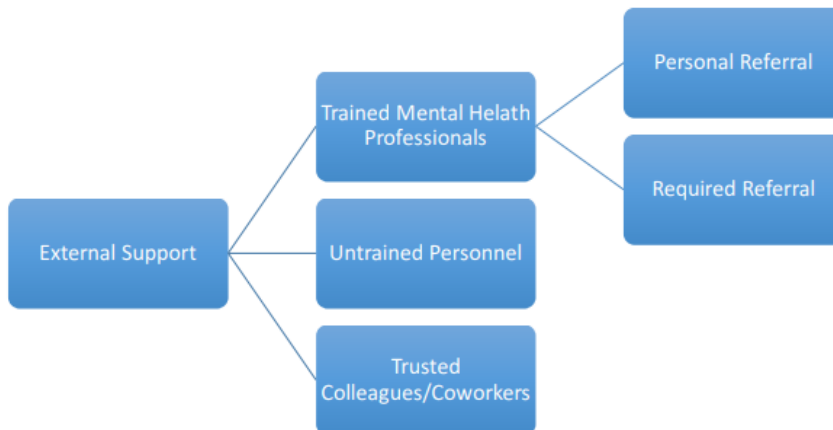 Personal Referral
Trained Mental Helath
Professionals
Required Referral
External Support
Untrained Personnel
Trusted
Colleagues/Coworkers